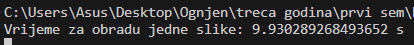 C:\Users\Asus\Desktop\Ognjen\treca godina\prvi sem\
Vrijeme za obradu jedne slike: 9.930289268493652 s